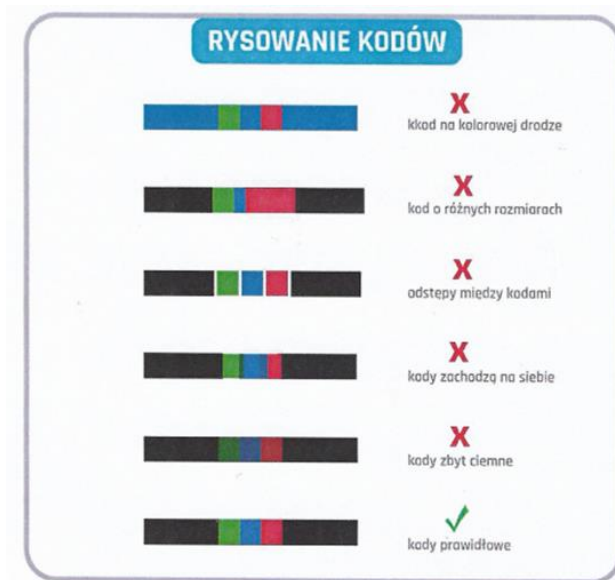 RYSOWANIE KODÓW
X
kkod na kolorowej drodze
X
kod o różnych rozmiarach
X
odstępy między kodami
X
kody zachodzą na siebie
X
kody zbyt ciemne
kody prawidłowe